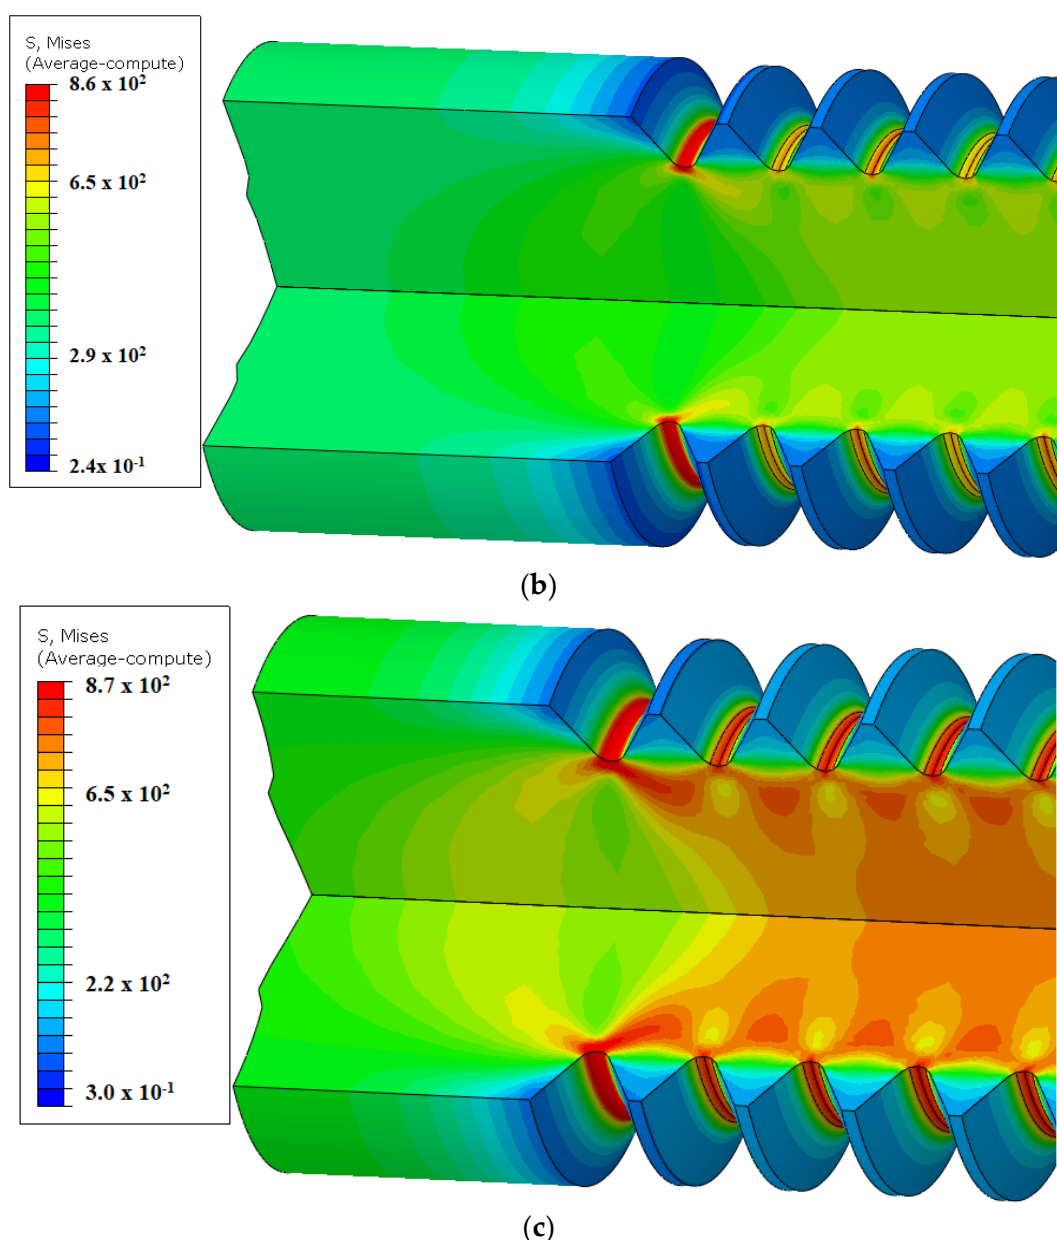 S, Mises
(Average-compute)
8.6 x 10²
6.5 x 10²
2.9 x 10²
2.4x 10⁻¹
(b)
S, Mises
(Average-compute)
8.7 x 10²
6.5 x 10²
2.2 x 10²
3.0 x 10⁻¹
(c)